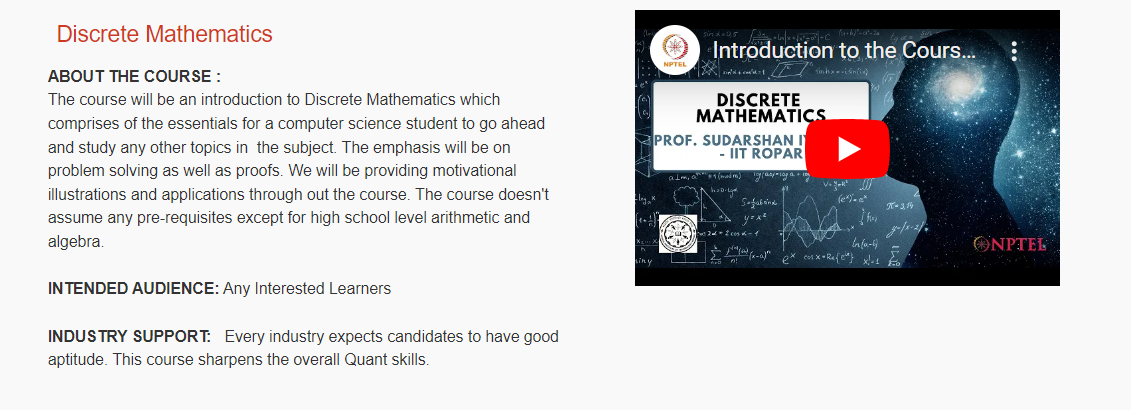 Discrete Mathematics
ABOUT THE COURSE :
The course will be an introduction to Discrete Mathematics which
comprises of the essentials for a computer science student to go ahead
and study any other topics in the subject. The emphasis will be on
problem solving as well as proofs. We will be providing motivational
illustrations and applications through out the course. The course doesn't
assume any pre-requisites except for high school level arithmetic and
algebra.
INTENDED AUDIENCE: Any Interested Learners
INDUSTRY SUPPORT: Every industry expects candidates to have good
aptitude. This course sharpens the overall Quant skills.
NPTEL
Introduction to the Cours...
DISCRETE
MATHEMATICS
PROF. SUDARSHAN
- IIT ROPAR
NPTEL